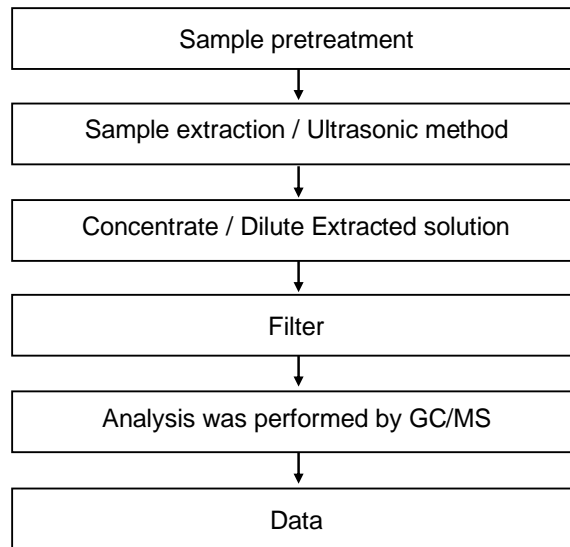 Sample pretreatment
Sample extraction / Ultrasonic method
Concentrate / Dilute Extracted solution
Filter
Analysis was performed by GC/MS
Data